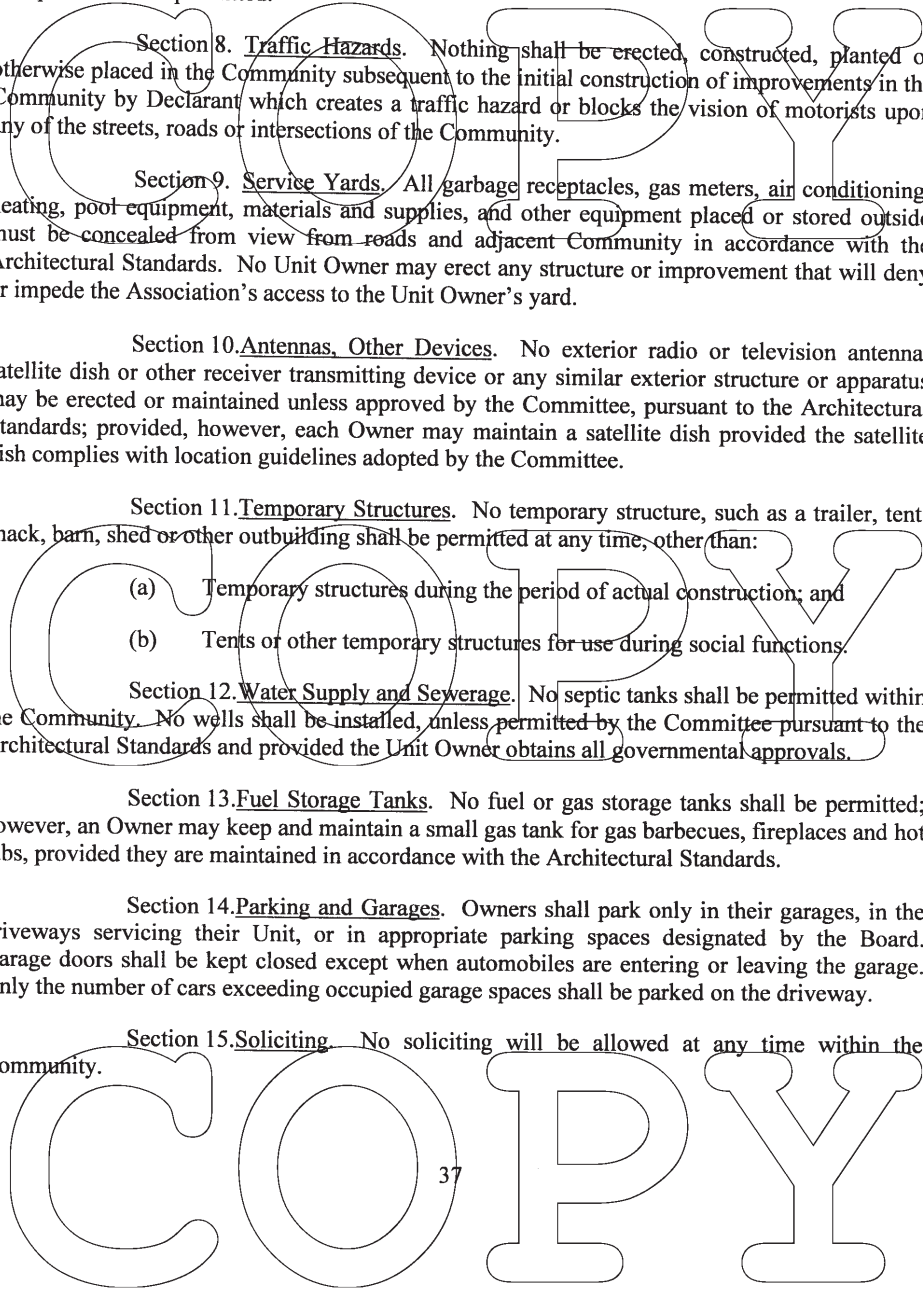 COPY
Section 8. Traffic Hazards. Nothing shall be erected, constructed, planted o
otherwise placed in the Community subsequent to the initial construction of improvements in th
Community by Declarant which creates a traffic hazard or blocks the vision of motorists upo
ny of the streets, roads or intersections of the Community.
Section 9. Service Yards. All garbage receptacles, gas meters, air conditioning
eating, pool equipment, materials and supplies, and other equipment placed or stored outside
must be concealed from view from roads and adjacent Community in accordance with the
Architectural Standards. No Unit Owner may erect any structure or improvement that will deny
r impede the Association's access to the Unit Owner's yard.
Section 10.Antennas, Other Devices. No exterior radio or television antenna
atellite dish or other receiver transmitting device or any similar exterior structure or apparatus
may be erected or maintained unless approved by the Committee, pursuant to the Architectura
Standards; provided, however, each Owner may maintain a satellite dish provided the satellite
ish complies with location guidelines adopted by the Committee.
Section 11.Temporary Structures. No temporary structure, such as a trailer, tent
hack, barn, shed or other outbuilding shall be permitted at any time, other than:
COPY
(a) Temporary structures during the period of actual construction; and
(b) Tents or other temporary structures for use during social functions.
Section 12.Water Supply and Sewerage. No septic tanks shall be permitted within
he Community. No wells shall be installed, unless permitted by the Committee pursuant to the
Architectural Standards and provided the Unit Owner obtains all governmental approvals.
Section 13.Fuel Storage Tanks. No fuel or gas storage tanks shall be permitted;
owever, an Owner may keep and maintain a small gas tank for gas barbecues, fireplaces and hot
ubs, provided they are maintained in accordance with the Architectural Standards.
Section 14.Parking and Garages. Owners shall park only in their garages, in the
riveways servicing their Unit, or in appropriate parking spaces designated by the Board.
arage doors shall be kept closed except when automobiles are entering or leaving the garage.
nly the number of cars exceeding occupied garage spaces shall be parked on the driveway.
Section 15.Soliciting. No soliciting will be allowed at any time within the
ommunity.
COPY
37